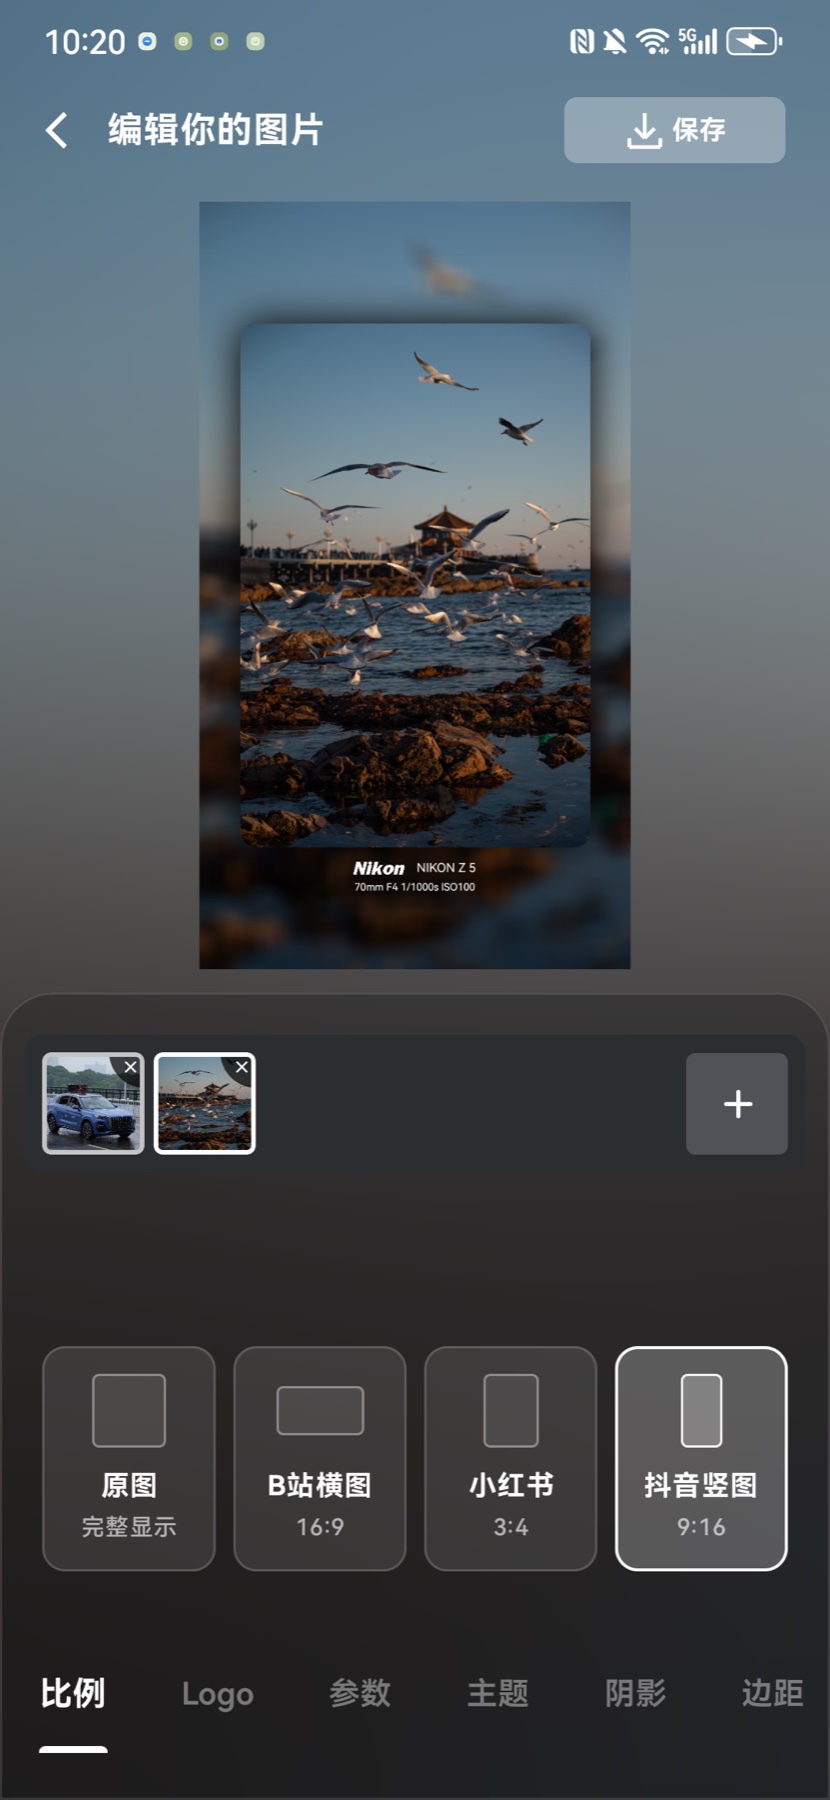 10:20
5G
编辑你的图片
保存
Nikon NIKON Z 5
70mm F4 1/1000s ISO100
原图
完整显示
B站横图
16:9
小红书
3:4
抖音竖图
9:16
比例 Logo 参数 主题 阴影 边距